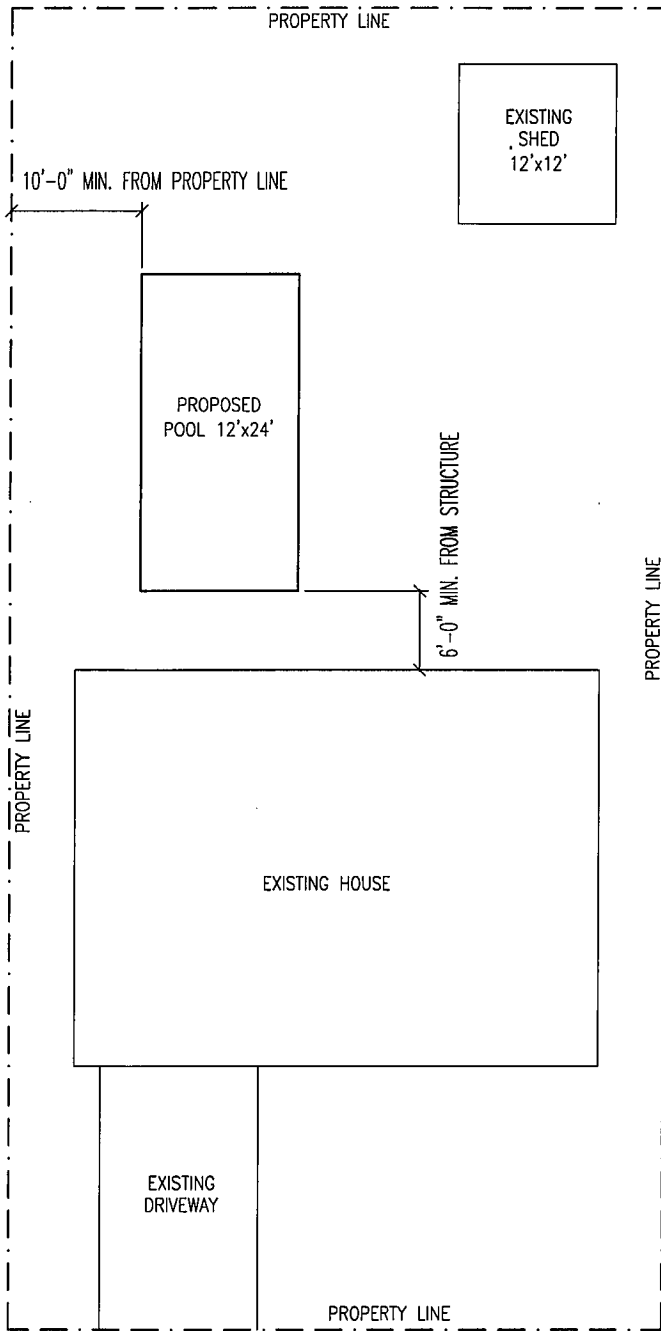 PROPERTY LINE
EXISTING
SHED
12'x12'
10'-0" MIN. FROM PROPERTY LINE
PROPOSED
POOL 12'x24'
6'-0" MIN. FROM STRUCTURE
PROPERTY LINE
PROPERTY LINE
EXISTING HOUSE
EXISTING
DRIVEWAY
PROPERTY LINE